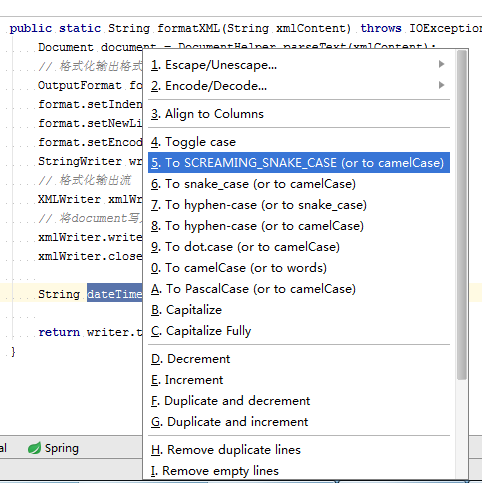 public static String formatXML(String xmlContent) throws IOException
Document document = DocumentHelper.parseText(xmlContent);
// 格式化输出格式
OutputFormat
format.setInden
format.setNewLi
format.setEncod
StringWriter
// 格式化输出流
XMLWriter
// 将document写
xmlWriter.write
xmlWriter.close
String dateTime
return writer.t
}
1. Escape/Unescape...
2. Encode/Decode...
3. Align to Columns
4. Toggle case
5. To SCREAMING_SNAKE_CASE (or to camelCase)
6. To snake_case (or to camelCase)
7. To hyphen-case (or to snake_case)
8. To hyphen-case (or to camelCase)
9. To dot.case (or to camelCase)
0. To camelCase (or to words)
A. To PascalCase (or to camelCase)
B. Capitalize
C. Capitalize Fully
D. Decrement
E. Increment
F. Duplicate and decrement
G. Duplicate and increment
H. Remove duplicate lines
I. Remove empty lines
al
Spring